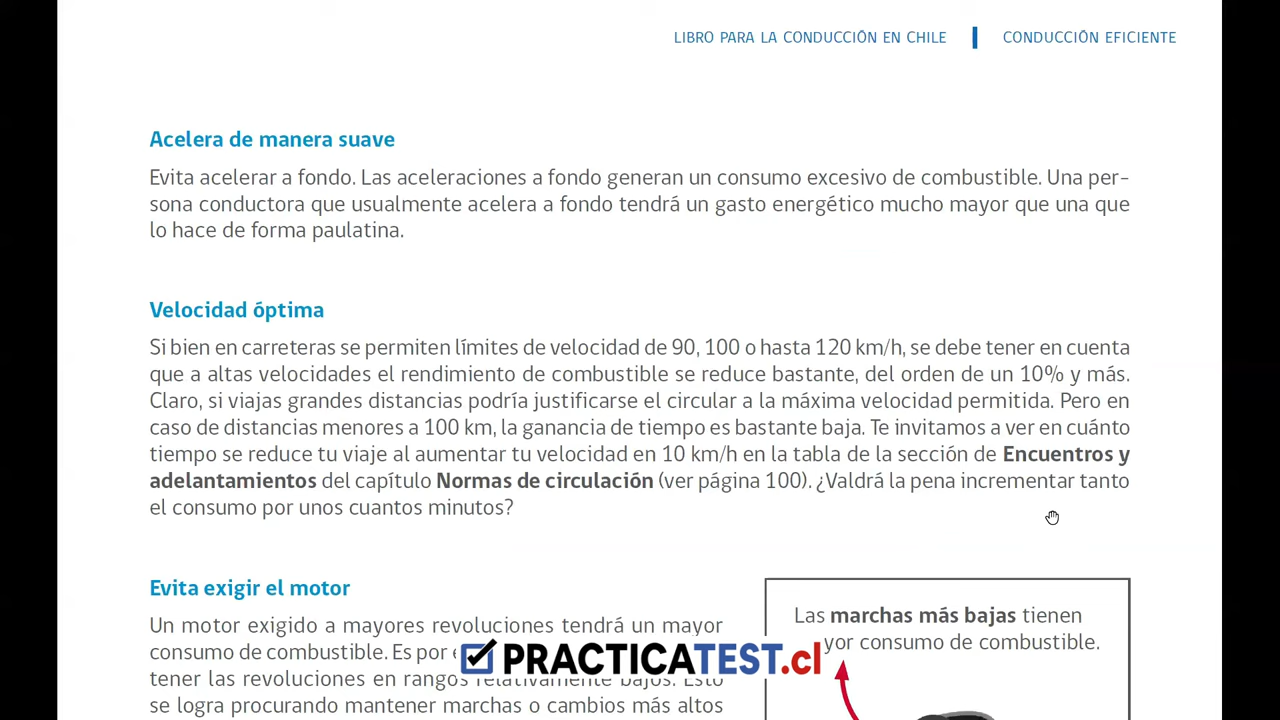 LIBRO PARA LA CONDUCCIÓN EN CHILE CONDUCCIÓN EFICIENTE
Acelera de manera suave
Evita acelerar a fondo. Las aceleraciones a fondo generan un consumo excesivo de combustible. Una per-
sona conductora que usualmente acelera a fondo tendrá un gasto energético mucho mayor que una que
lo hace de forma paulatina.
Velocidad óptima
Si bien en carreteras se permiten límites de velocidad de 90, 100 o hasta 120 km/h, se debe tener en cuenta
que a altas velocidades el rendimiento de combustible se reduce bastante, del orden de un 10% y más.
Claro, si viajas grandes distancias podría justificarse el circular a la máxima velocidad permitida. Pero en
caso de distancias menores a 100 km, la ganancia de tiempo es bastante baja. Te invitamos a ver en cuánto
tiempo se reduce tu viaje al aumentar tu velocidad en 10 km/h en la tabla de la sección de Encuentros y
adelantamientos del capítulo Normas de circulación (ver página 100). ¿Valdrá la pena incrementar tanto
el consumo por unos cuantos minutos?
Evita exigir el motor
Un motor exigido a mayores revoluciones tendrá un mayor
consumo de combustible. Es por
tener las revoluciones en rangos relativamente bajos. Esto
se logra procurando mantener marchas o cambios más altos
Las marchas más bajas tienen
yor consumo de combustible.
PRACTICATEST.cl